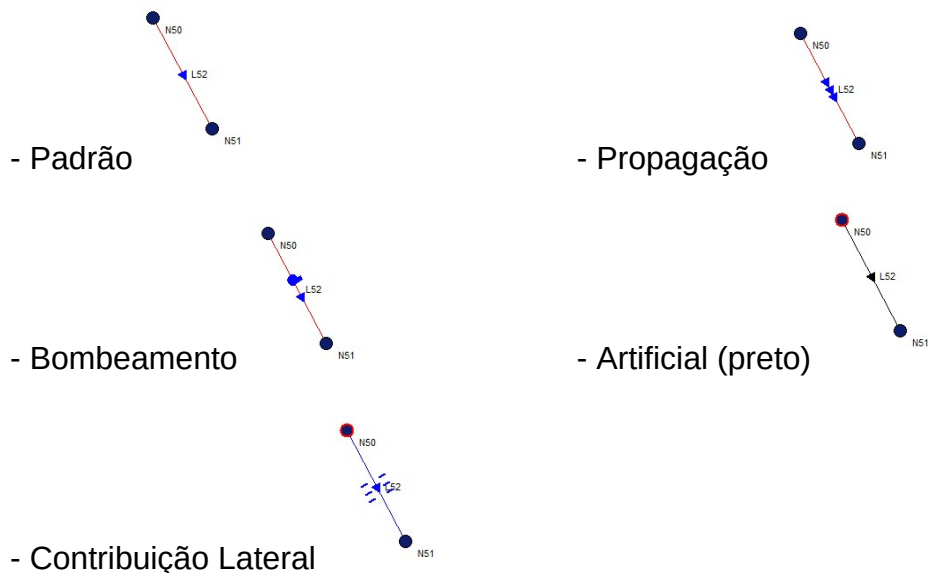 N50
L52
N51
- Padrão
N50
L52
N51
- Propagação
N50
L52
N51
- Bombeamento
N50
L52
N51
- Artificial (preto)
N50
L52
N51
- Contribuição Lateral